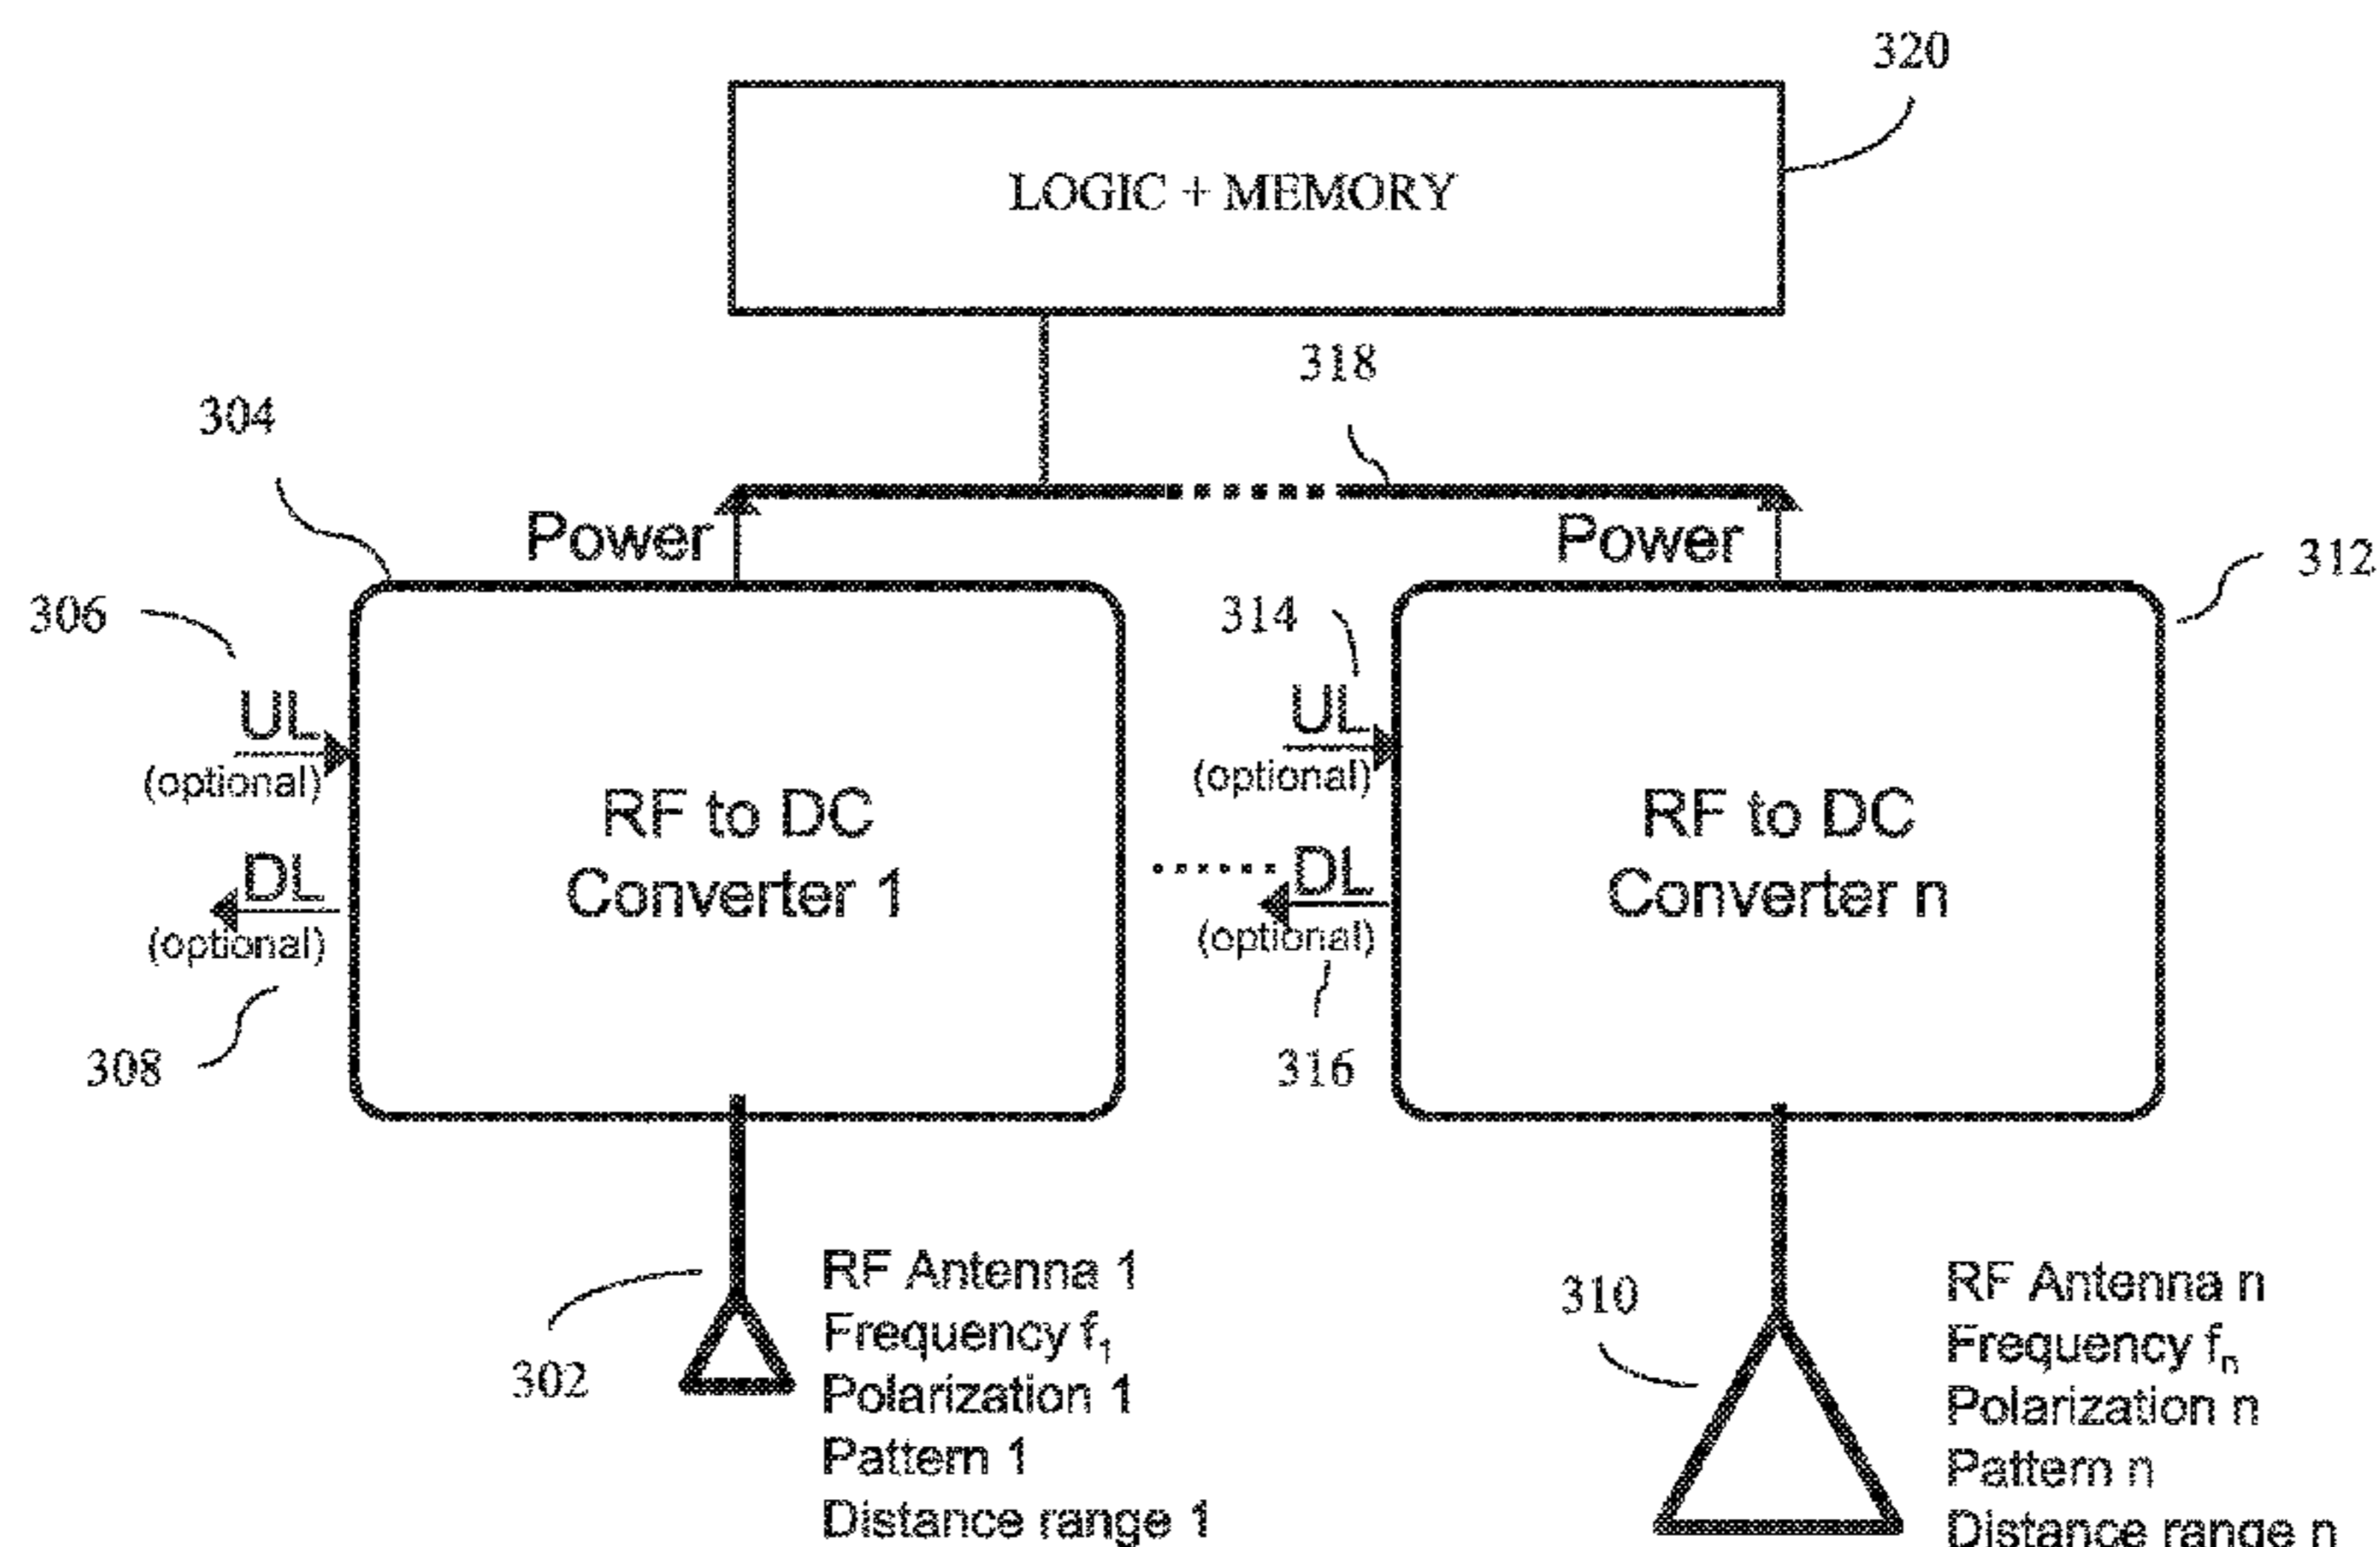 320
LOGIC + MEMORY
318
304
Power
Power
312
306
314
UL
(optional)
UL
(optional)
RF to DC
Converter 1
RF to DC
Converter n
DL
(optional)
DL
(optional)
308
316
302
RF Antenna 1
Frequency f₁
Polarization 1
Pattern 1
Distance range 1
310
RF Antenna n
Frequency fₙ
Polarization n
Pattern n
Distance range n